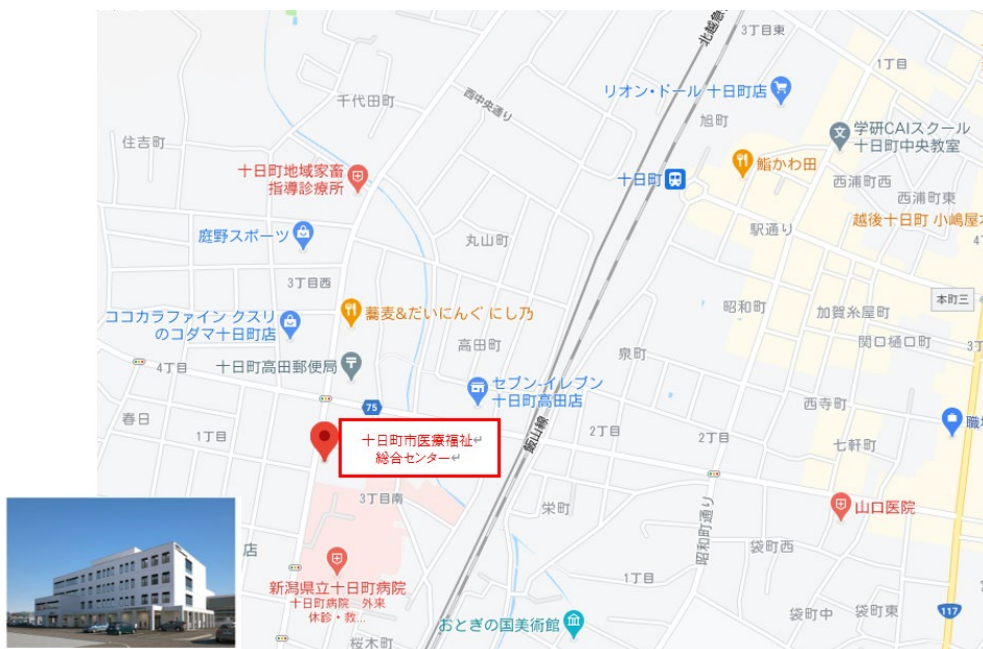 北越急
3丁目東
1丁目
リオン・ドール 十日町店
千代田町
西中央通り
旭町
学研CAIスクール
十日町中央教室
住吉町
鮨かわ田
十日町地域家畜
指導診療所
十日町
西浦町西
西浦町東
越後十日町 小嶋屋
庭野スポーツ
丸山町
駅通り
3丁目西
本町三
昭和町
加賀糸屋町
ココカラファイン クスリ
のコダマ十日町店
蕎麦&だいにんぐ にし乃
高田町
泉町
関口樋口町
3丁
4丁目
十日町高田郵便局
セブン-イレブン
十日町高田店
75
西寺町
春日
1丁目
十日町市医療福祉
総合センター
飯山線
2丁目
2丁目
七軒町
職
3丁目南
栄町
昭和町通り
山口医院
店
袋町西
新潟県立十日町病院
十日町病院 外来
休診・救...
1丁目
おとぎの国美術館
袋町中
袋町東
117
桜木町